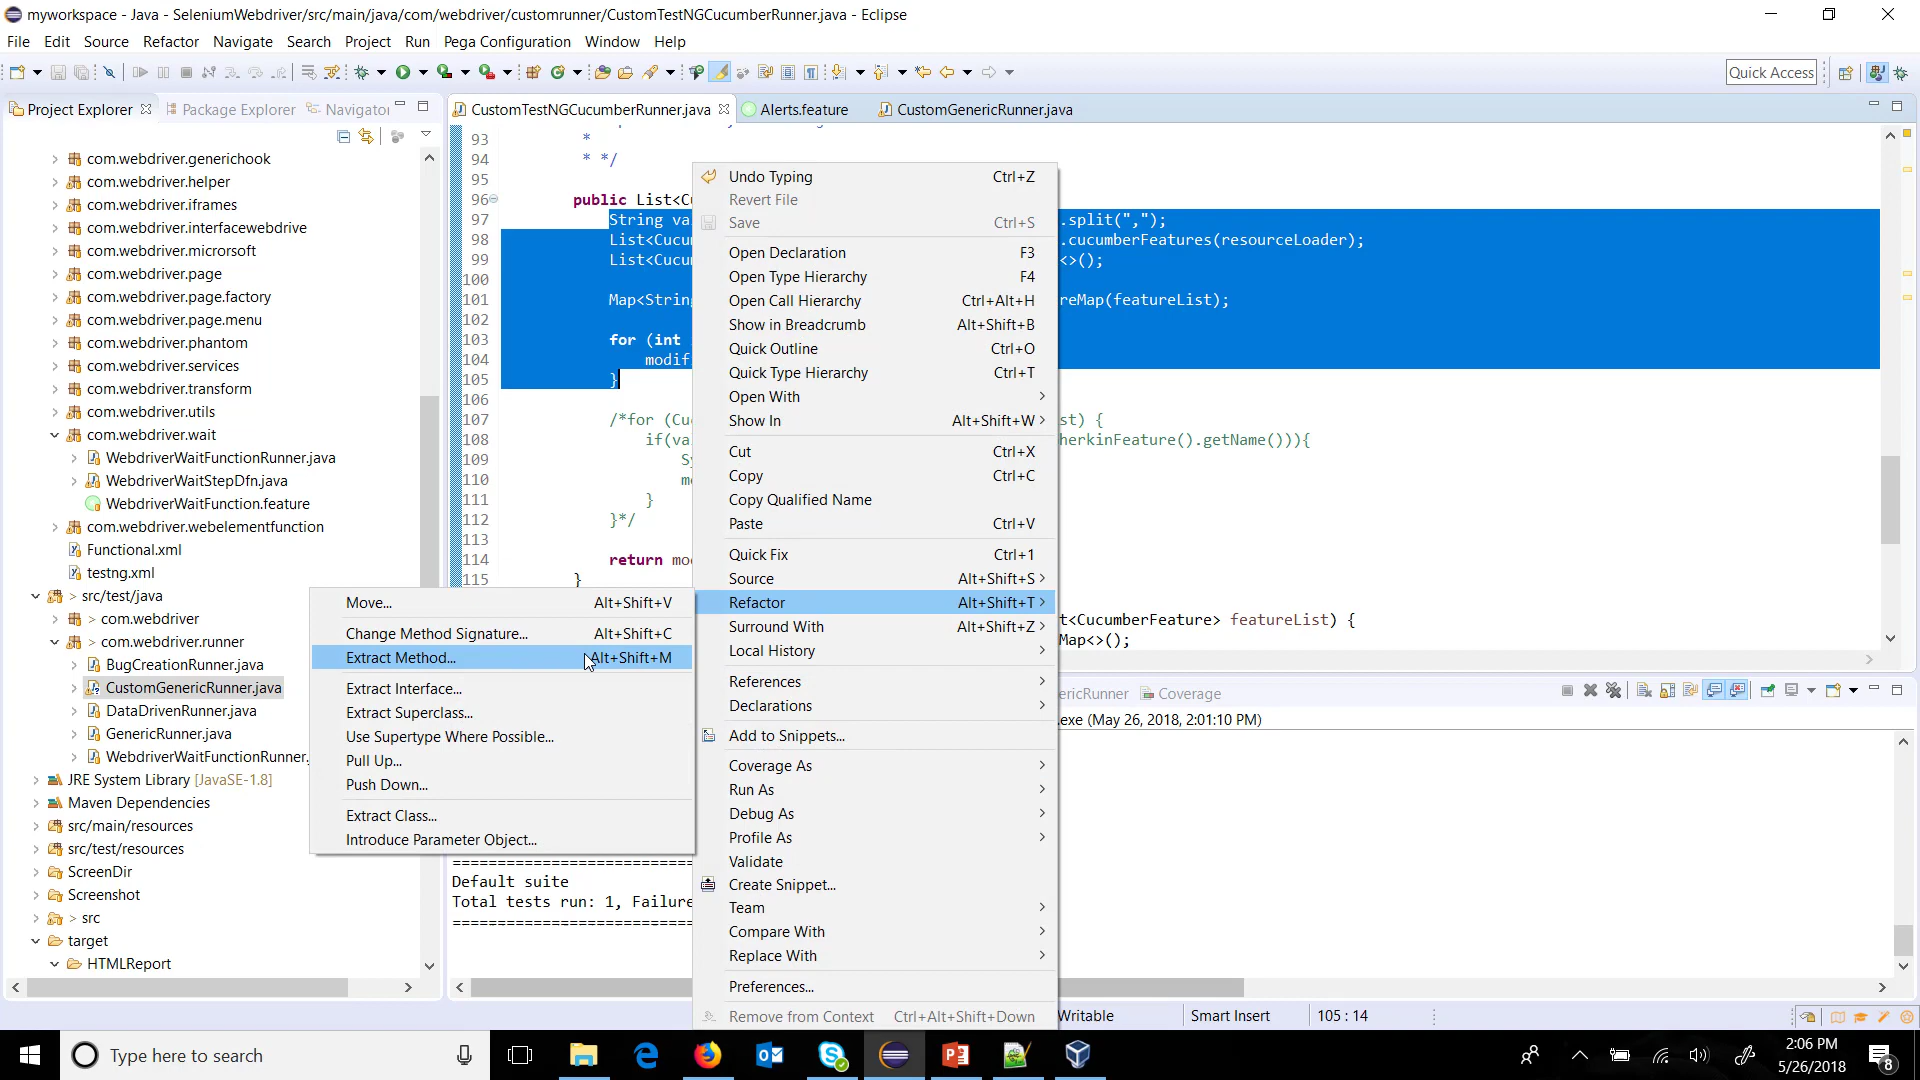 myworkspace - Java - SeleniumWebdriver/src/main/java/com/webdriver/customrunner/CustomTestNGCucumberRunner.java - Eclipse
File Edit Source Refactor Navigate Search Project Run Pega Configuration Window Help
Quick Access
Project Explorer Package Explorer Navigator
CustomTestNGCucumberRunner.java Alerts.feature CustomGenericRunner.java
com.webdriver.generichook
com.webdriver.helper
com.webdriver.iframes
com.webdriver.interfacewebdrive
com.webdriver.microrsoft
com.webdriver.page
com.webdriver.page.factory
com.webdriver.page.menu
com.webdriver.phantom
com.webdriver.services
com.webdriver.transform
com.webdriver.utils
com.webdriver.wait
WebdriverWaitFunctionRunner.java
WebdriverWaitStepDfn.java
WebdriverWaitFunction.feature
com.webdriver.webelementfunction
Functional.xml
testng.xml
> src/test/java
> com.webdriver
> com.webdriver.runner
BugCreationRunner.java
CustomGenericRunner.java
DataDrivenRunner.java
GenericRunner.java
WebdriverWaitFunctionRunner.
JRE System Library [JavaSE-1.8]
Maven Dependencies
src/main/resources
src/test/resources
ScreenDir
Screenshot
> src
target
HTMLReport
93 *
94 * */
95
96 public List<Cu
97 String va .split(",");
98 List<Cucu .cucumberFeatures(resourceLoader);
99 List<Cucu <>();
100
101 Map<String reMap(featureList);
102
103 for (int
104 modif
105 }
106
107 /*for (Cu st) {
108 if(va herkinFeature().getName())){
109 Sy
110 mo
111 }
112 }*/
113
114 return mo
115 }
t<CucumberFeature> featureList) {
Map<>();
Undo Typing Ctrl+Z
Revert File
Save Ctrl+S
Open Declaration F3
Open Type Hierarchy F4
Open Call Hierarchy Ctrl+Alt+H
Show in Breadcrumb Alt+Shift+B
Quick Outline Ctrl+O
Quick Type Hierarchy Ctrl+T
Open With
Show In Alt+Shift+W
Cut Ctrl+X
Copy Ctrl+C
Copy Qualified Name
Paste Ctrl+V
Quick Fix Ctrl+1
Source Alt+Shift+S
Refactor Alt+Shift+T
Surround With Alt+Shift+Z
Local History
References
Declarations
Add to Snippets...
Coverage As
Run As
Debug As
Profile As
Validate
Create Snippet...
Team
Compare With
Replace With
Preferences...
Remove from Context Ctrl+Alt+Shift+Down
Move... Alt+Shift+V
Change Method Signature... Alt+Shift+C
Extract Method... Alt+Shift+M
Extract Interface...
Extract Superclass...
Use Supertype Where Possible...
Pull Up...
Push Down...
Extract Class...
Introduce Parameter Object...
ericRunner Coverage
.exe (May 26, 2018, 2:01:10 PM)
===========================
Default suite
Total tests run: 1, Failure
===========================
Writable Smart Insert 105 : 14
Type here to search
2:06 PM
5/26/2018
8